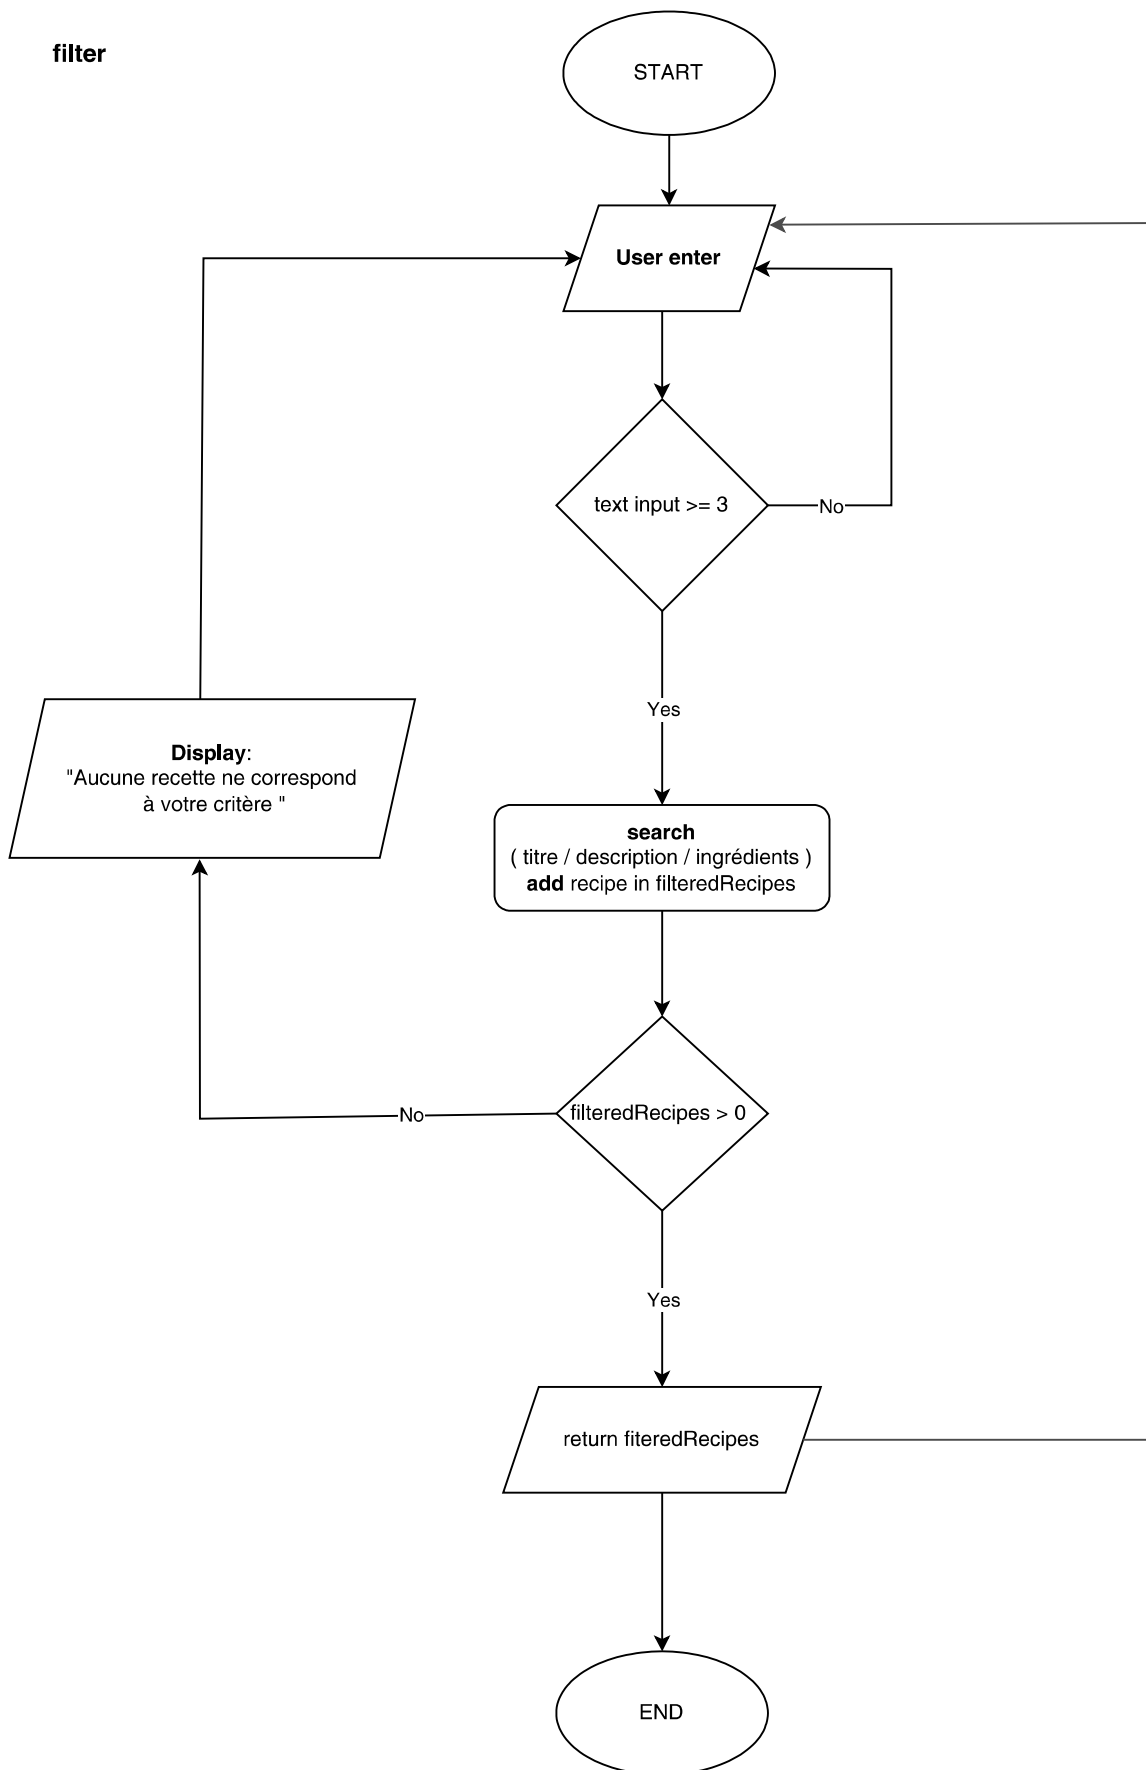 filter
START
User enter
text input >= 3
No
Yes
Display:
"Aucune recette ne correspond
à votre critère "
search
( titre / description / ingrédients )
add recipe in filteredRecipes
filteredRecipes > 0
No
Yes
return fiteredRecipes
END